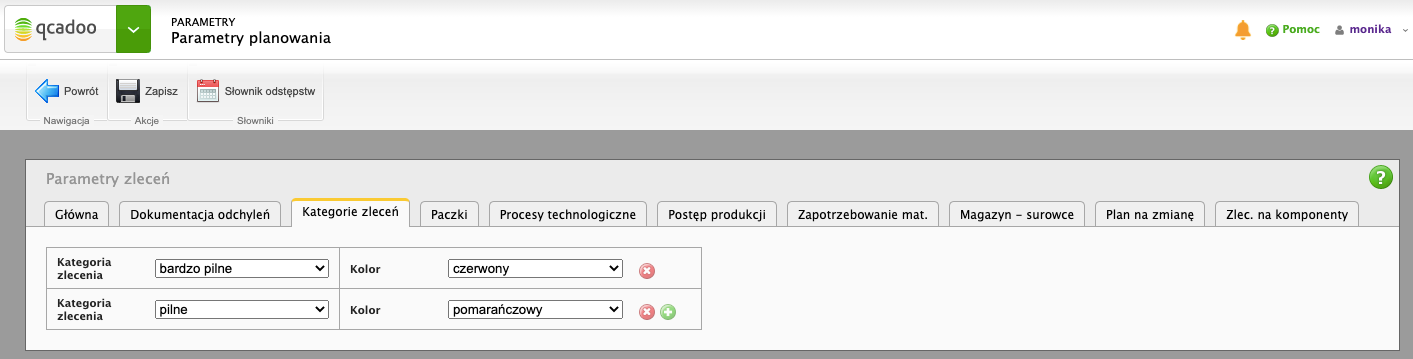 qcadoo
PARAMETRY
Parametry planowania
? Pomoc
monika
Powrót
Zapisz
Słownik odstępstw
Nawigacja
Akcje
Słowniki
Parametry zleceń
?
Główna
Dokumentacja odchyleń
Kategorie zleceń
Paczki
Procesy technologiczne
Postęp produkcji
Zapotrzebowanie mat.
Magazyn - surowce
Plan na zmianę
Zlec. na komponenty
Kategoria
zlecenia
bardzo pilne
Kolor
czerwony
Kategoria
zlecenia
pilne
Kolor
pomarańczowy